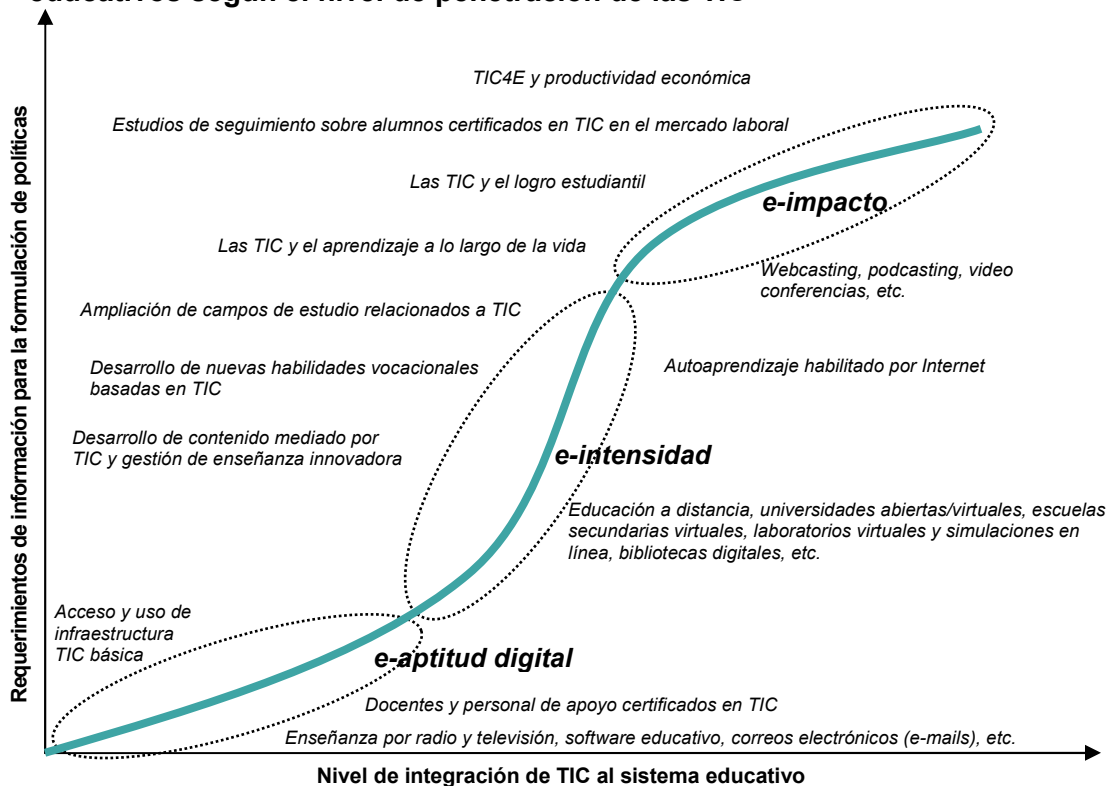 educativos según el nivel de penetración de las TIC
TIC4E y productividad económica
Estudios de seguimiento sobre alumnos certificados en TIC en el mercado laboral
Las TIC y el logro estudiantil
e-impacto
Las TIC y el aprendizaje a lo largo de la vida
Webcasting, podcasting, video
conferencias, etc.
Ampliación de campos de estudio relacionados a TIC
Desarrollo de nuevas habilidades vocacionales
basadas en TIC
Autoaprendizaje habilitado por Internet
Desarrollo de contenido mediado por
TIC y gestión de enseñanza innovadora
e-intensidad
Educación a distancia, universidades abiertas/virtuales, escuelas
secundarias virtuales, laboratorios virtuales y simulaciones en
línea, bibliotecas digitales, etc.
Acceso y uso de
infraestructura
TIC básica
e-aptitud digital
Docentes y personal de apoyo certificados en TIC
Enseñanza por radio y televisión, software educativo, correos electrónicos (e-mails), etc.
Requerimientos de información para la formulación de políticas
Nivel de integración de TIC al sistema educativo